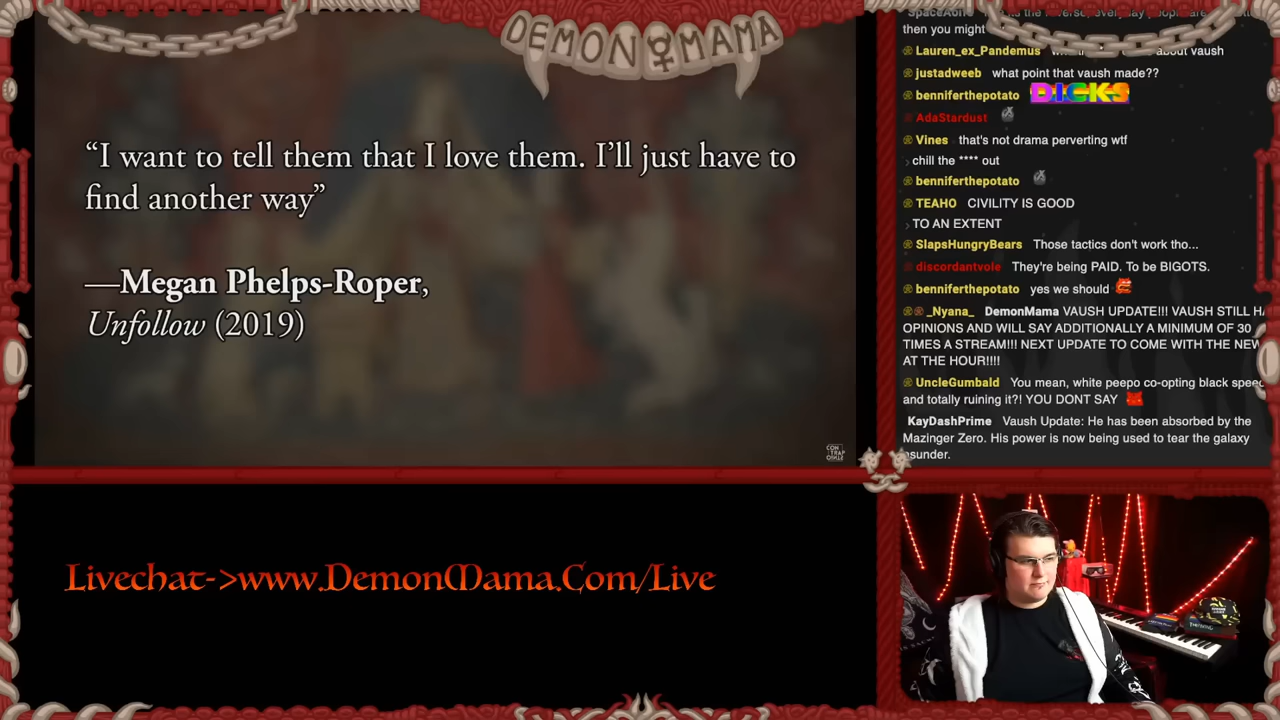 DEMON MAMA
“I want to tell them that I love them. I’ll just have to
find another way”
—Megan Phelps-Roper,
Unfollow (2019)
CON
TRAP
Livechat->www.DemonMama.Com/Live
then you might
Lauren_ex_Pandemus about vaush
justadweeb what point that vaush made??
benniferthepotato DICKS
AdaStardust
Vines that's not drama perverting wtf
chill the **** out
benniferthepotato
TEAHO CIVILITY IS GOOD
TO AN EXTENT
SlapsHungryBears Those tactics don't work tho...
discordantvole They're being PAID. To be BIGOTS.
benniferthepotato yes we should
_Nyana_ DemonMama VAUSH UPDATE!!! VAUSH STILL
OPINIONS AND WILL SAY ADDITIONALLY A MINIMUM OF 30
TIMES A STREAM!!! NEXT UPDATE TO COME WITH THE
AT THE HOUR!!!!
UncleGumbald You mean, white peepo co-opting black
and totally ruining it?! YOU DONT SAY
KayDashPrime Vaush Update: He has been absorbed by the
Mazinger Zero. His power is now being used to tear the galaxy